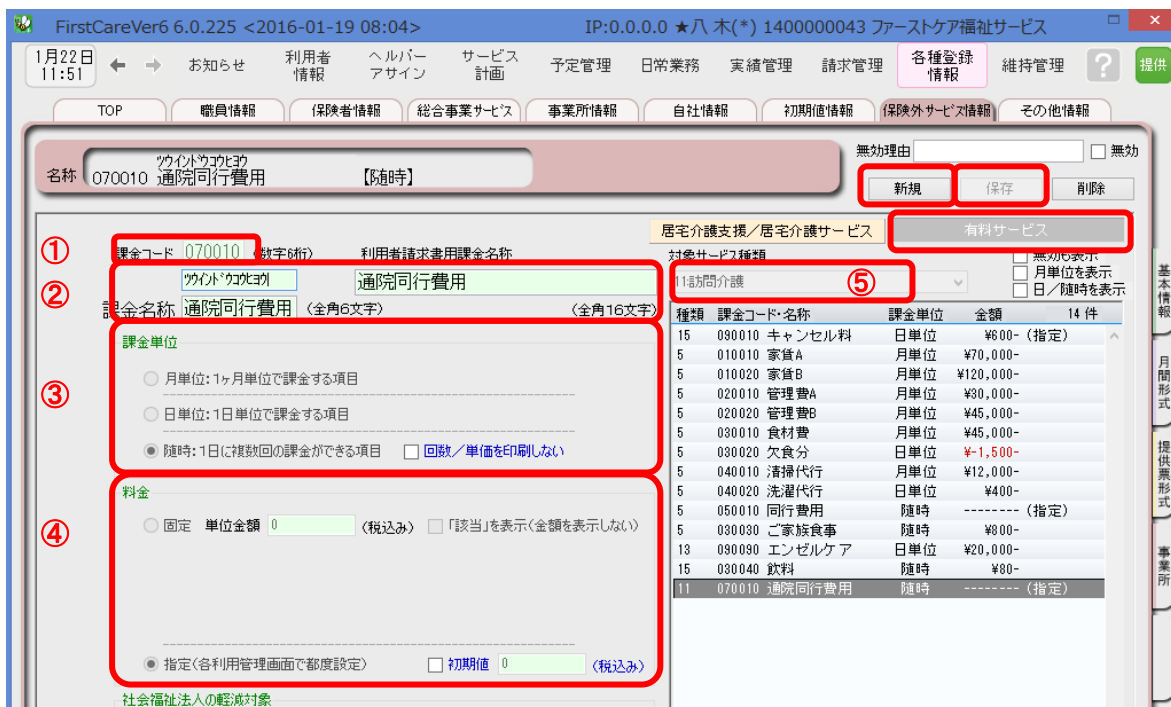 FirstCareVer6 6.0.225 <2016-01-19 08:04> IP:0.0.0.0 ★八 木(*) 1400000043 ファーストケア福祉サービス
1月22日
11:51
お知らせ
利用者
情報
ヘルパー
アサイン
サービス
計画
予定管理
日常業務
実績管理
請求管理
各種登録
情報
維持管理
?
提供
TOP
職員情報
保険者情報
総合事業サービス
事業所情報
自社情報
初期値情報
保険外サービス情報
その他情報
無効理由
無効
ツウインドウコウヒヨウ
名称 070010 通院同行費用 【随時】
新規
保存
削除
居宅介護支援/居宅介護サービス
有料サービス
①
課金コード 070010 (数字6桁) 利用者請求書用課金名称
対象サービス種類
無効も表示
月単位を表示
日/随時を表示
②
ツウインドウコウヒヨウ
通院同行費用
11:訪問介護
⑤
課金名称 通院同行費用 (全角6文字) (全角16文字)
種類 課金コード・名称 課金単位 金額 14 件
15 090010 キャンセル料 日単位 ¥600- (指定)
5 010010 家賃A 月単位 ¥70,000-
5 010020 家賃B 月単位 ¥120,000-
5 020010 管理費A 月単位 ¥30,000-
5 020020 管理費B 月単位 ¥45,000-
5 030010 食材費 月単位 ¥45,000-
5 030020 欠食分 日単位 ¥-1,500-
5 040010 清掃代行 月単位 ¥12,000-
5 040020 洗濯代行 日単位 ¥400-
5 050010 同行費用 随時 -------- (指定)
5 030030 ご家族食事 随時 ¥800-
13 090090 エンゼルケア 日単位 ¥20,000-
15 030040 飲料 随時 ¥80-
11 070010 通院同行費用 随時 -------- (指定)
③
課金単位
月単位:1ヶ月単位で課金する項目
日単位:1日単位で課金する項目
随時:1日に複数回の課金ができる項目 回数/単価を印刷しない
④
料金
固定 単位金額 0 (税込み) 「該当」を表示(金額を表示しない)
指定(各利用管理画面で都度設定) 初期値 0 (税込み)
社会福祉法人の軽減対象
基本情報
月間形式
提供票形式
事業所